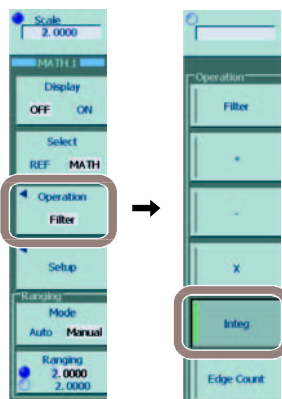 Scale
2.0000
MATH 1
Display
OFF ON
Select
REF MATH
Operation
Filter
Setup
Ranging
Mode
Auto Manual
Ranging
2.0000
2.0000
Operation
Filter
+
-
X
Integ
Edge Count